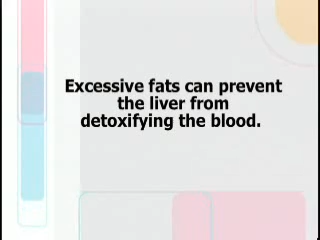 Excessive fats can prevent
the liver from
detoxifying the blood.